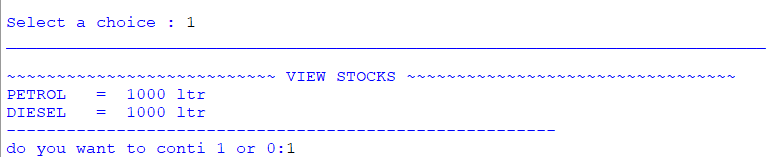 Select a choice : 1
____________________________________________________________________________
~~~~~~~~~~~~~~~~~~~~~~~~~~~ VIEW STOCKS ~~~~~~~~~~~~~~~~~~~~~~~~~~~~~~~~~
PETROL   =  1000 ltr
DIESEL   =  1000 ltr
-------------------------------------------------------
do you want to conti 1 or 0:1